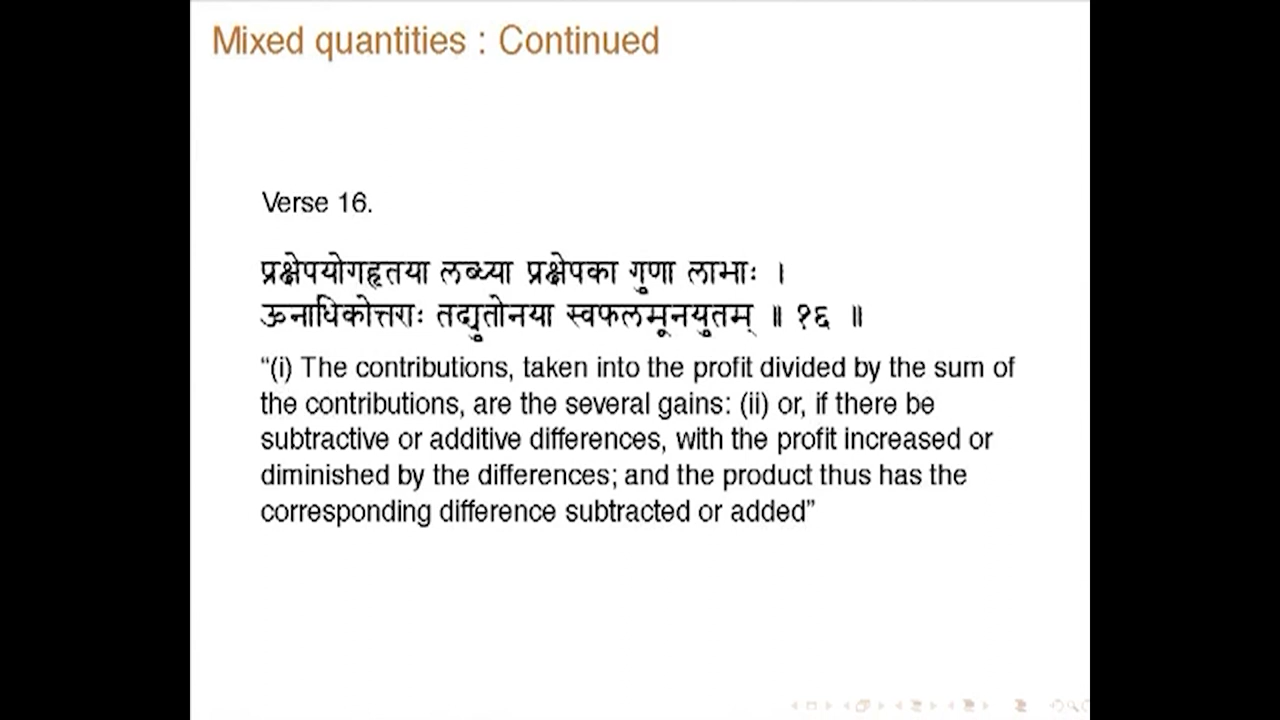 Mixed quantities : Continued
Verse 16.
प्रक्षेपयोगहृतया लब्ध्या प्रक्षेपका गुणा लाभाः ।
ऊनाधिकोत्तराः तद्युतोनया स्वफलमूनयुतम् ॥ १६ ॥
“(i) The contributions, taken into the profit divided by the sum of
the contributions, are the several gains: (ii) or, if there be
subtractive or additive differences, with the profit increased or
diminished by the differences; and the product thus has the
corresponding difference subtracted or added”